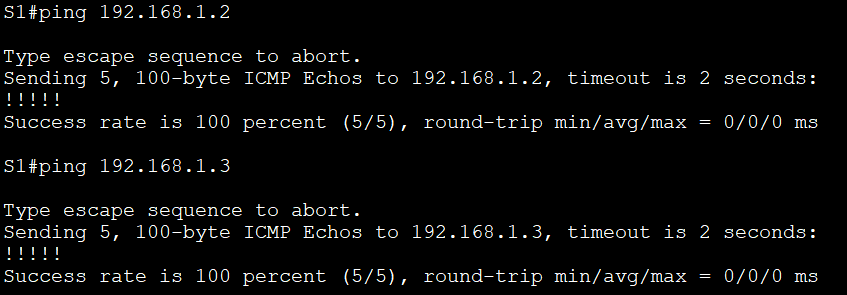 S1#ping 192.168.1.2
Type escape sequence to abort.
Sending 5, 100-byte ICMP Echos to 192.168.1.2, timeout is 2 seconds:
!!!!!
Success rate is 100 percent (5/5), round-trip min/avg/max = 0/0/0 ms
S1#ping 192.168.1.3
Type escape sequence to abort.
Sending 5, 100-byte ICMP Echos to 192.168.1.3, timeout is 2 seconds:
!!!!!
Success rate is 100 percent (5/5), round-trip min/avg/max = 0/0/0 ms